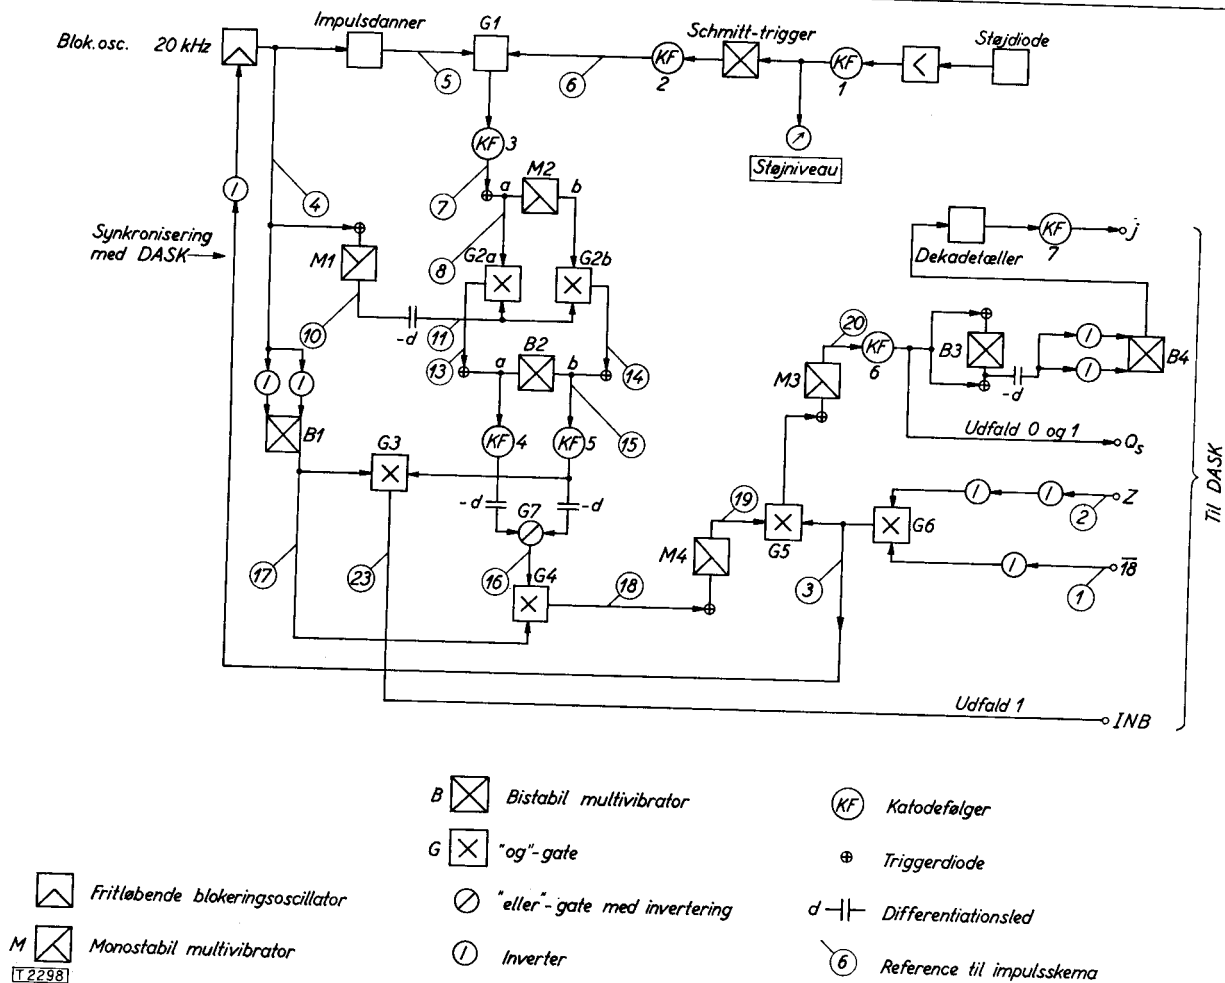 Blok.osc. 20 kHz
Impulsdanner
G1
Schmitt-trigger
Støjdiode
5
6
KF
2
KF
1
KF 3
Støjniveau
M2
a
b
I
4
7
Synkronisering
med DASK
8
G2a
G2b
M1
10
-d
11
13
14
B2
a
b
I
I
B1
KF 4
KF 5
15
G3
-d
-d
G7
17
23
16
G4
18
M4
19
G5
M3
20
KF
6
Dekadetæller
KF
7
j
B3
-d
I
I
B4
Udfald 0 og 1
Qs
I
I
2
Z
G6
3
I
1
18
Til DASK
Udfald 1
INB
B Bistabil multivibrator
KF Katodefølger
G "og"-gate
Triggerdiode
Fritløbende blokeringsoscillator
"eller"-gate med invertering
d Differentiationsled
M Monostabil multivibrator
I Inverter
6 Reference til impulsskema
T 2298